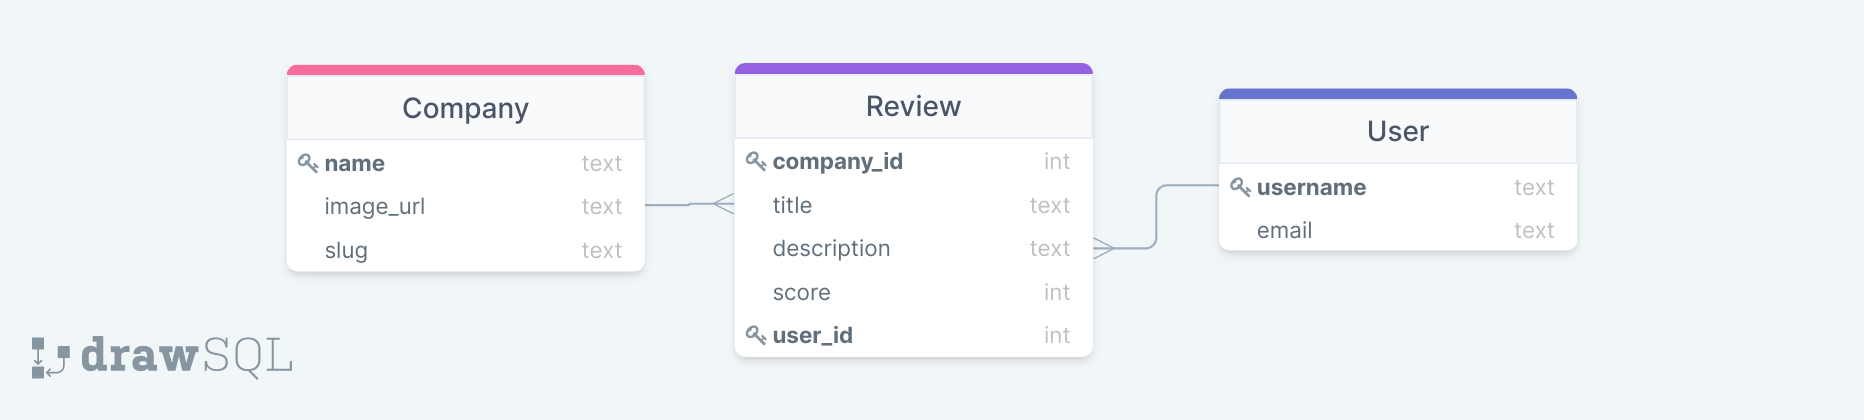 Company
name text
image_url text
slug text
Review
company_id int
title text
description text
score int
user_id int
User
username text
email text
drawSQL